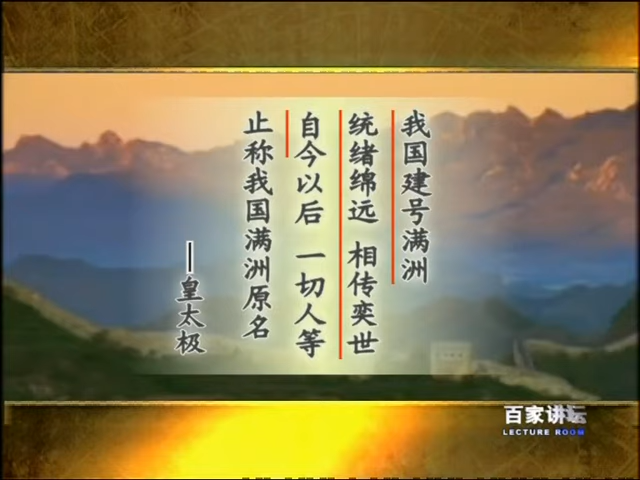 我国建号满洲
统绪绵远 相传奕世
自今以后 一切人等
止称我国满洲原名
—皇太极
百家讲坛
LECTURE ROOM